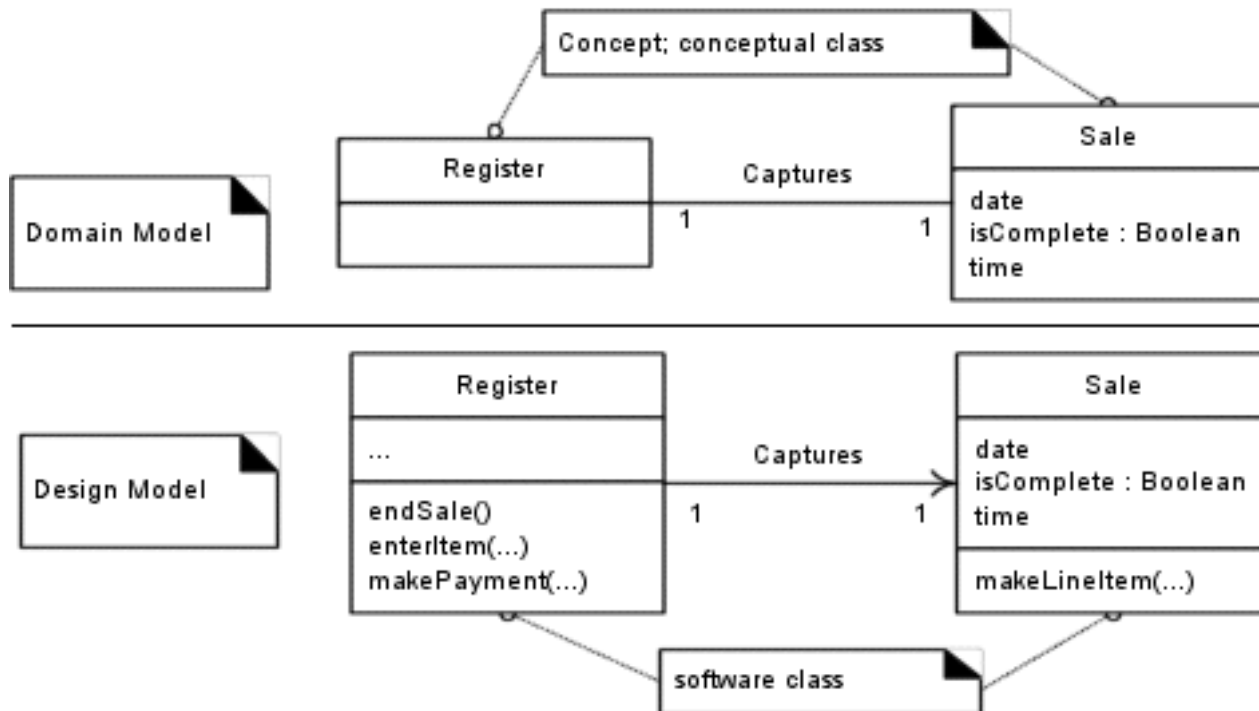 Concept; conceptual class
Register
Captures
1
1
Sale
date
isComplete : Boolean
time
Domain Model
Design Model
Register
...
endSale()
enterItem(...)
makePayment(...)
Captures
1
1
Sale
date
isComplete : Boolean
time
makeLineItem(...)
software class